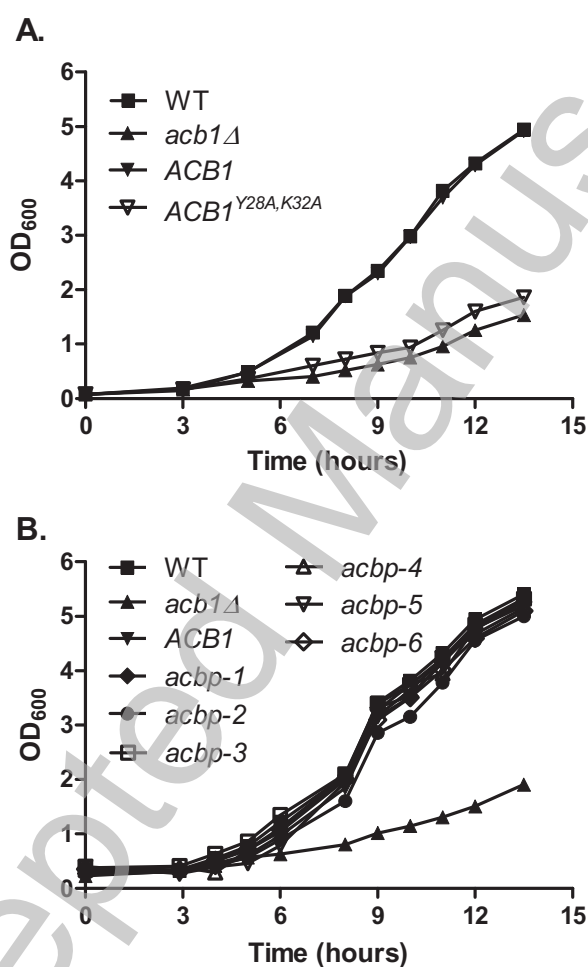 A.
6
5
4
3
2
1
0
OD600
WT
acb1Δ
ACB1
ACB1Y28A,K32A
0 3 6 9 12 15
Time (hours)
B.
6
5
4
3
2
1
0
OD600
WT
acb1Δ
ACB1
acbp-1
acbp-2
acbp-3
acbp-4
acbp-5
acbp-6
0 3 6 9 12 15
Time (hours)
epted Manus